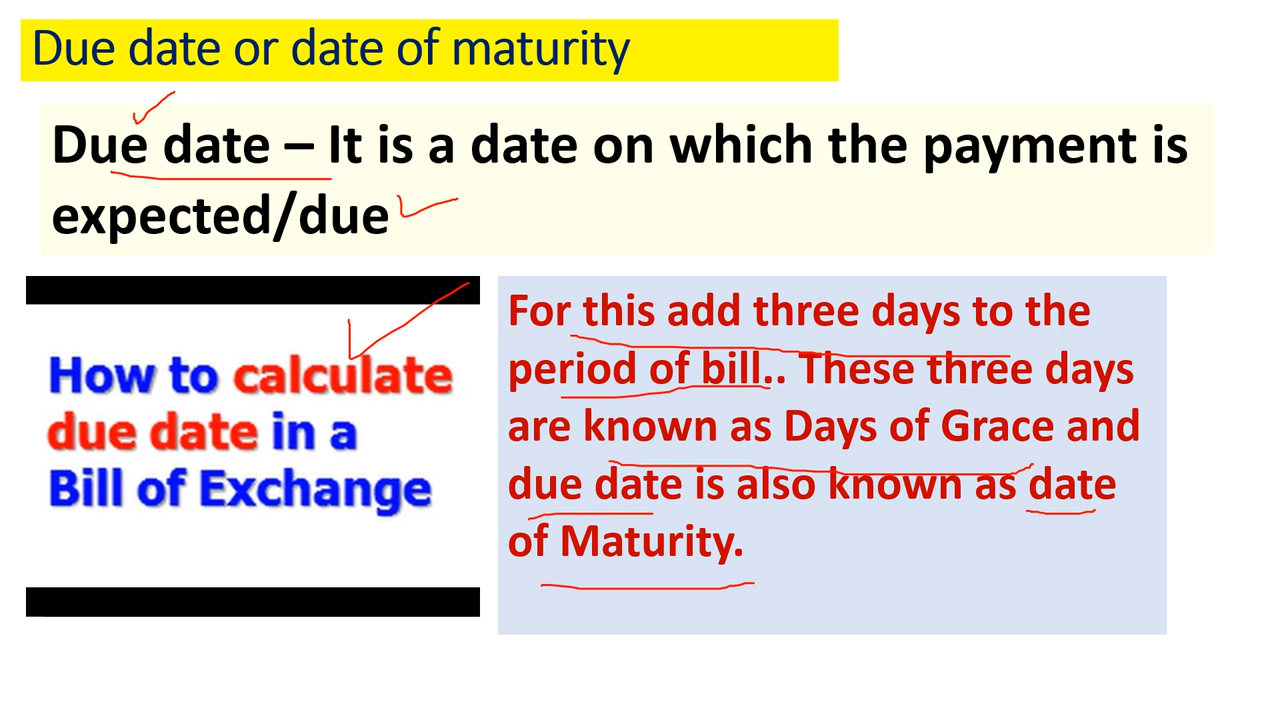 Due date or date of maturity
Due date – It is a date on which the payment is
expected/due
How to calculate
due date in a
Bill of Exchange
For this add three days to the
period of bill.. These three days
are known as Days of Grace and
due date is also known as date
of Maturity.